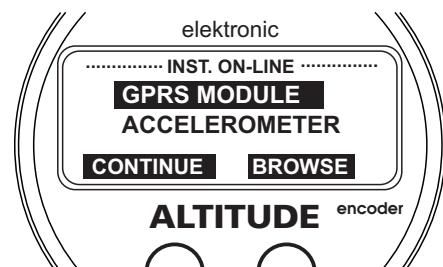 elektronic
INST. ON-LINE
GPRS MODULE
ACCELEROMETER
CONTINUE BROWSE
ALTITUDE encoder